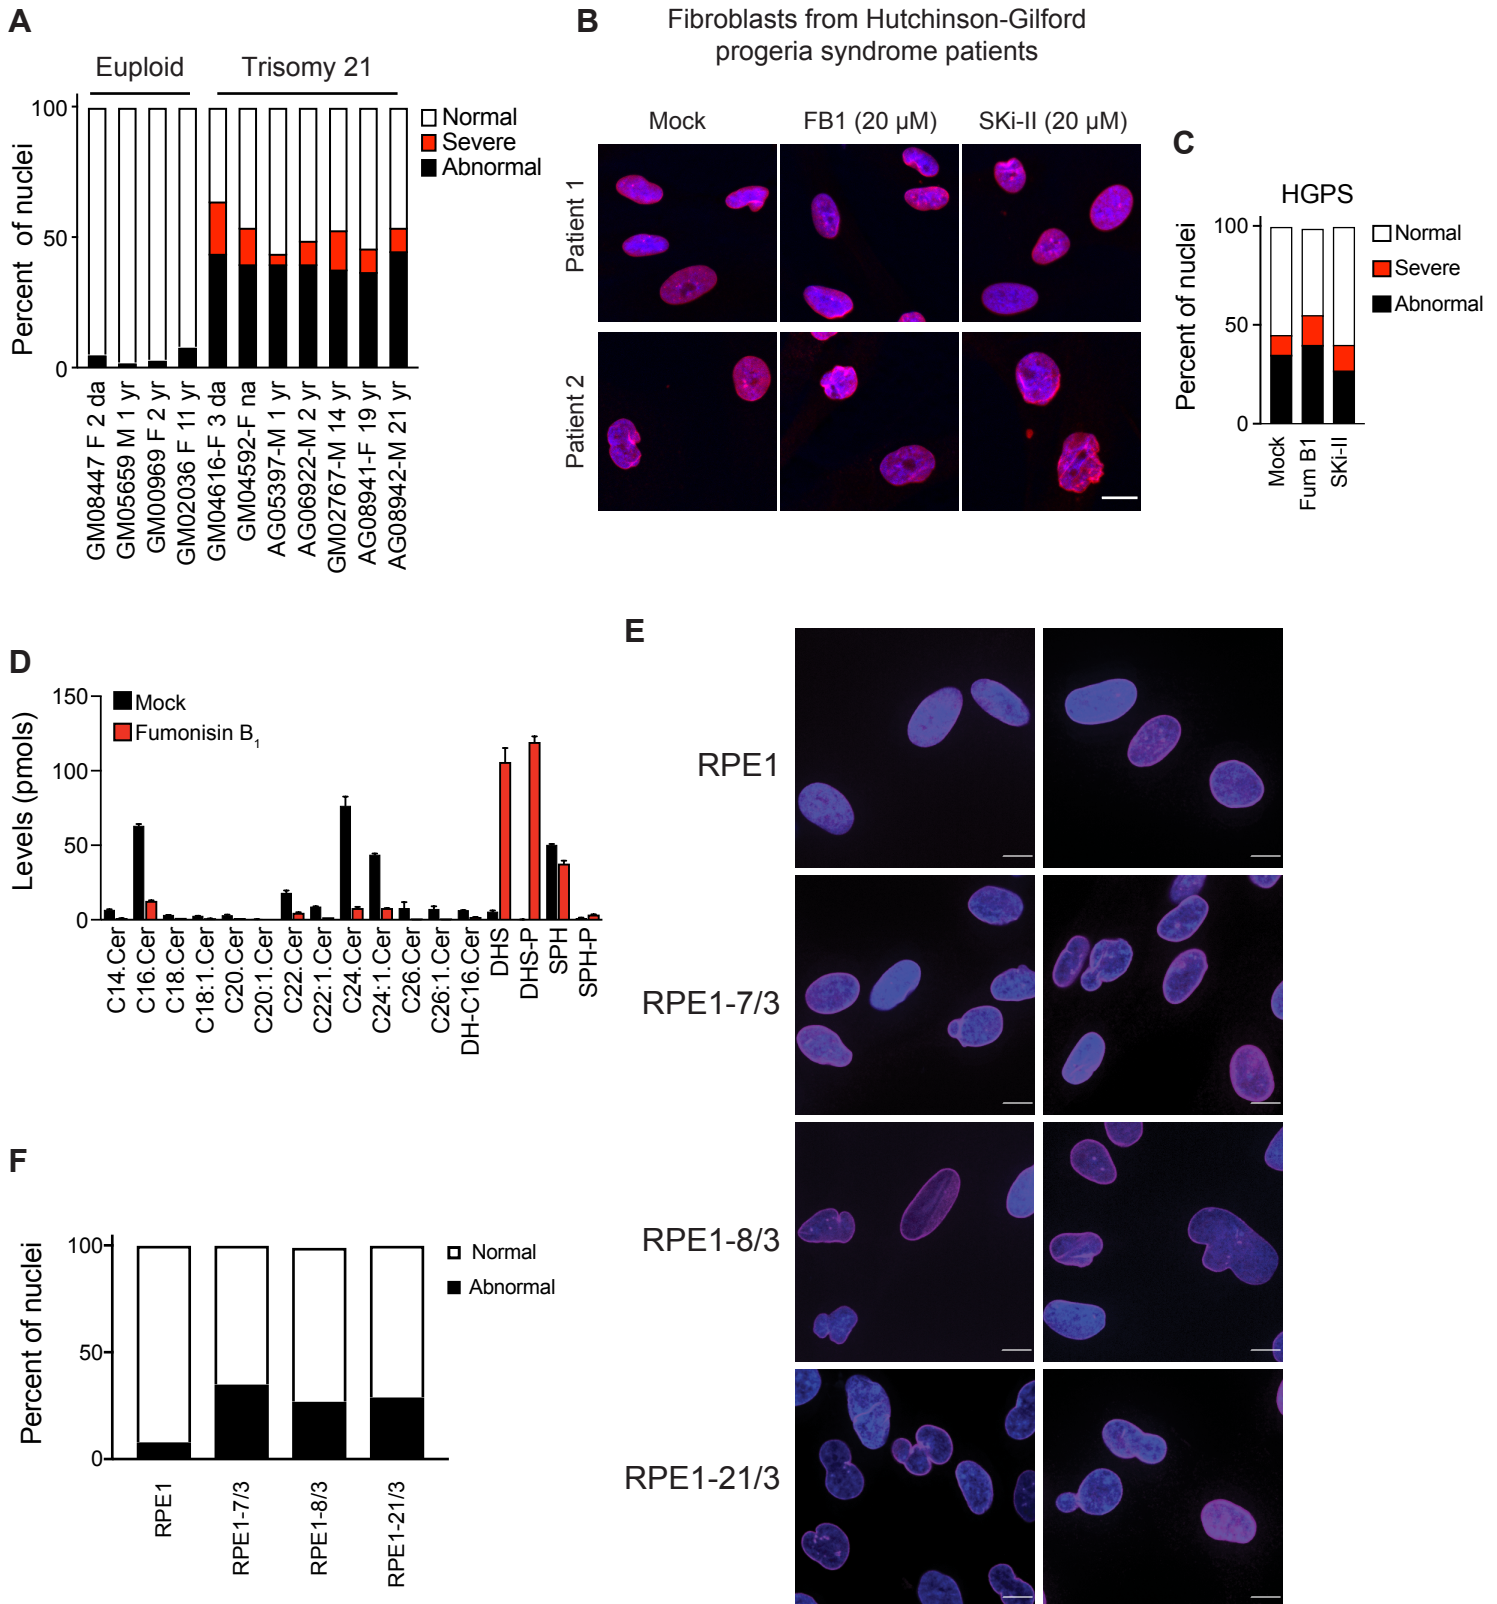 A
Euploid
Trisomy 21
Percent of nuclei
100
50
0
Normal
Severe
Abnormal
GM08447 F 2 da
GM05659 M 1 yr
GM00969 F 2 yr
GM02036 F 11 yr
GM04616-F 3 da
GM04592-F na
AG05397-M 1 yr
AG06922-M 2 yr
GM02767-M 14 yr
AG08941-F 19 yr
AG08942-M 21 yr
B
Fibroblasts from Hutchinson-Gilford
progeria syndrome patients
Mock
FB1 (20 µM)
SKi-II (20 µM)
Patient 1
Patient 2
C
HGPS
Percent of nuclei
100
50
0
Normal
Severe
Abnormal
Mock
Fum B1
SKi-II
D
Levels (pmols)
150
100
50
0
Mock
Fumonisin B1
C14.Cer
C16.Cer
C18.Cer
C18:1.Cer
C20.Cer
C20:1.Cer
C22.Cer
C22:1.Cer
C24.Cer
C24:1.Cer
C26.Cer
C26:1.Cer
DH-C16.Cer
DHS
DHS-P
SPH
SPH-P
E
RPE1
RPE1-7/3
RPE1-8/3
RPE1-21/3
F
Percent of nuclei
100
50
0
Normal
Abnormal
RPE1
RPE1-7/3
RPE1-8/3
RPE1-21/3